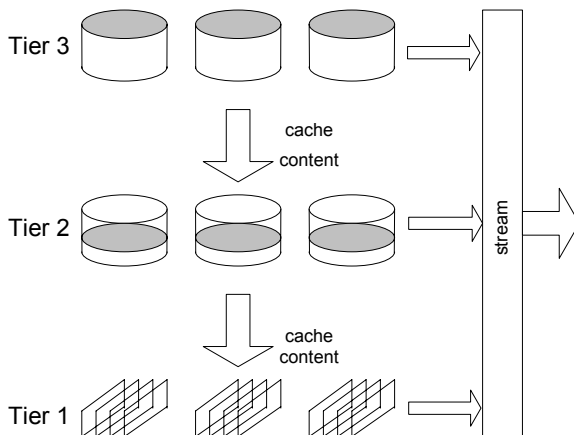 Tier 3
cache
content
Tier 2
stream
cache
content
Tier 1